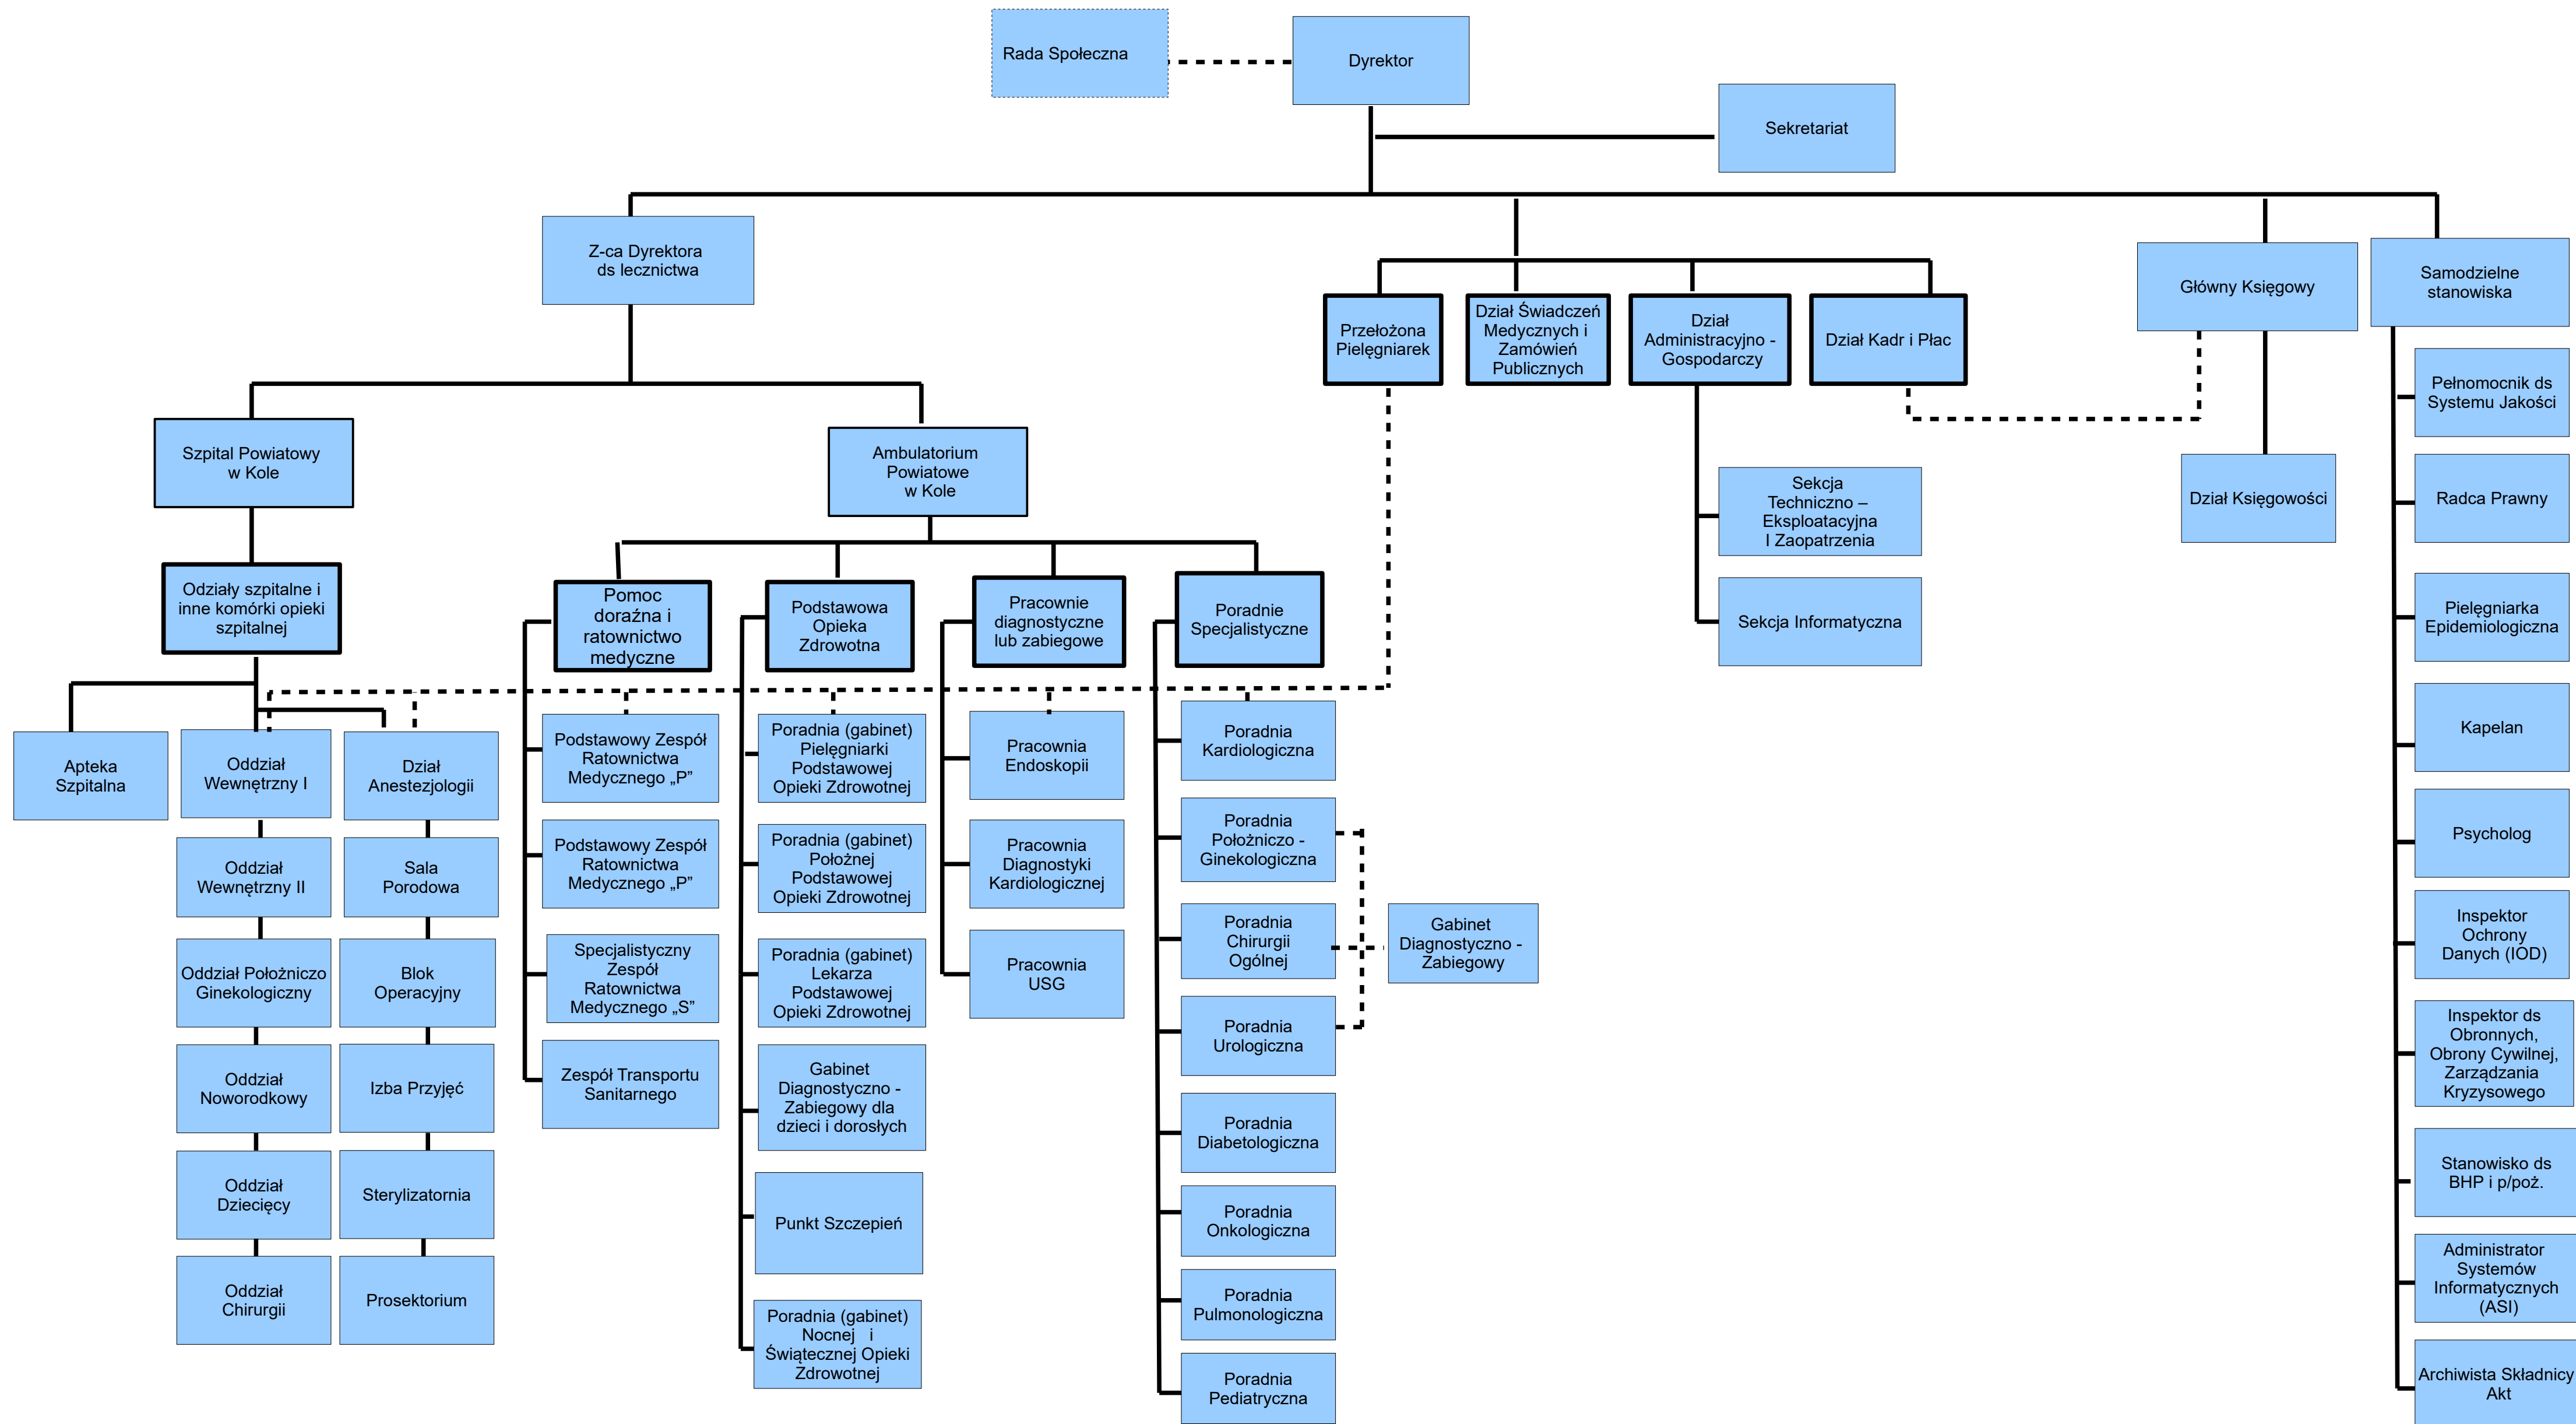 Rada Społeczna
Dyrektor
Sekretariat
Z-ca Dyrektora
ds lecznictwa
Przełożona
Pielęgniarek
Dział Świadczeń
Medycznych i
Zamówień
Publicznych
Dział
Administracyjno -
Gospodarczy
Dział Kadr i Płac
Główny Księgowy
Samodzielne
stanowiska
Szpital Powiatowy
w Kole
Ambulatorium
Powiatowe
w Kole
Sekcja
Techniczno –
Eksploatacyjna
I Zaopatrzenia
Sekcja Informatyczna
Dział Księgowości
Odziały szpitalne i
inne komórki opieki
szpitalnej
Pomoc
doraźna i
ratownictwo
medyczne
Podstawowa
Opieka
Zdrowotna
Pracownie
diagnostyczne
lub zabiegowe
Poradnie
Specjalistyczne
Apteka
Szpitalna
Oddział
Wewnętrzny I
Oddział
Wewnętrzny II
Oddział Położniczo
Ginekologiczny
Oddział
Noworodkowy
Oddział
Dziecięcy
Oddział
Chirurgii
Dział
Anestezjologii
Sala
Porodowa
Blok
Operacyjny
Izba Przyjęć
Sterylizatornia
Prosektorium
Podstawowy Zespół
Ratownictwa
Medycznego „P”
Podstawowy Zespół
Ratownictwa
Medycznego „P”
Specjalistyczny
Zespół
Ratownictwa
Medycznego „S”
Zespół Transportu
Sanitarnego
Poradnia (gabinet)
Pielęgniarki
Podstawowej
Opieki Zdrowotnej
Poradnia (gabinet)
Położnej
Podstawowej
Opieki Zdrowotnej
Poradnia (gabinet)
Lekarza
Podstawowej
Opieki Zdrowotnej
Gabinet
Diagnostyczno -
Zabiegowy dla
dzieci i dorosłych
Punkt Szczepień
Poradnia (gabinet)
Nocnej i
Świątecznej Opieki
Zdrowotnej
Pracownia
Endoskopii
Pracownia
Diagnostyki
Kardiologicznej
Pracownia
USG
Poradnia
Kardiologiczna
Poradnia
Położniczo -
Ginekologiczna
Poradnia
Chirurgii
Ogólnej
Poradnia
Urologiczna
Poradnia
Diabetologiczna
Poradnia
Onkologiczna
Poradnia
Pulmonologiczna
Poradnia
Pediatryczna
Gabinet
Diagnostyczno -
Zabiegowy
Pełnomocnik ds
Systemu Jakości
Radca Prawny
Pielęgniarka
Epidemiologiczna
Kapelan
Psycholog
Inspektor
Ochrony
Danych (IOD)
Inspektor ds
Obronnych,
Obrony Cywilnej,
Zarządzania
Kryzysowego
Stanowisko ds
BHP i p/poż.
Administrator
Systemów
Informatycznych
(ASI)
Archiwista Składnicy
Akt